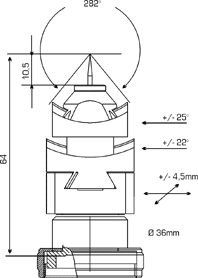 282°
10,5
+/- 25°
+/- 22°
64
+/- 4,5mm
Ø 36mm